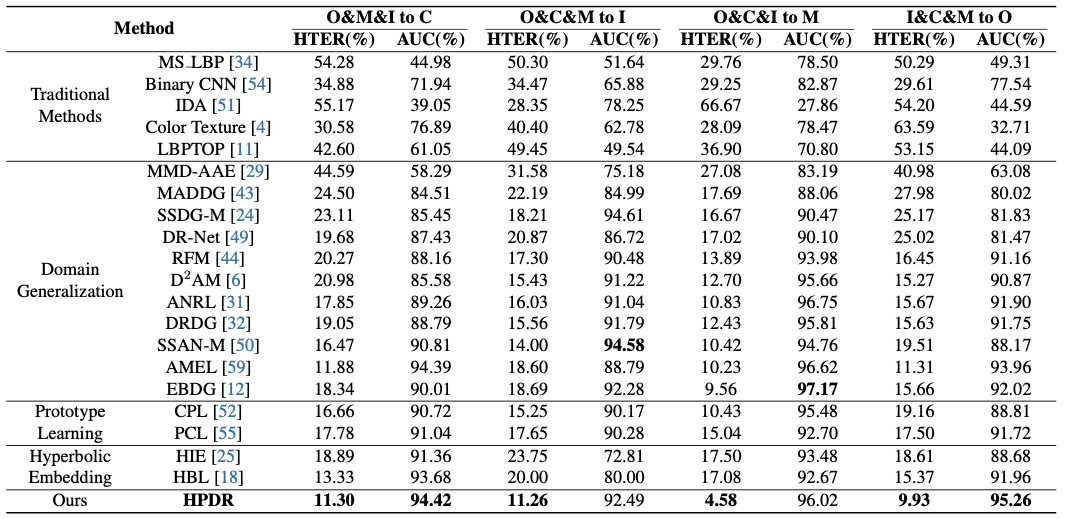 Method O&M&I to C O&C&M to I O&C&I to M I&C&M to O
HTER(%) AUC(%) HTER(%) AUC(%) HTER(%) AUC(%) HTER(%) AUC(%)
Traditional Methods
MS_LBP [34] 54.28 44.98 50.30 51.64 29.76 78.50 50.29 49.31
Binary CNN [54] 34.88 71.94 34.47 65.88 29.25 82.87 29.61 77.54
IDA [51] 55.17 39.05 28.35 78.25 66.67 27.86 54.20 44.59
Color Texture [4] 30.58 76.89 40.40 62.78 28.09 78.47 63.59 32.71
LBPTOP [11] 42.60 61.05 49.45 49.54 36.90 70.80 53.15 44.09
Domain Generalization
MMD-AAE [29] 44.59 58.29 31.58 75.18 27.08 83.19 40.98 63.08
MADDG [43] 24.50 84.51 22.19 84.99 17.69 88.06 27.98 80.02
SSDG-M [24] 23.11 85.45 18.21 94.61 16.67 90.47 25.17 81.83
DR-Net [49] 19.68 87.43 20.87 86.72 17.02 90.10 25.02 81.47
RFM [44] 20.27 88.16 17.30 90.48 13.89 93.98 16.45 91.16
D²AM [6] 20.98 85.58 15.43 91.22 12.70 95.66 15.27 90.87
ANRL [31] 17.85 89.26 16.03 91.04 10.83 96.75 15.67 91.90
DRDG [32] 19.05 88.79 15.56 91.79 12.43 95.81 15.63 91.75
SSAN-M [50] 16.47 90.81 14.00 94.58 10.42 94.76 19.51 88.17
AMEL [59] 11.88 94.39 18.60 88.79 10.23 96.62 11.31 93.96
EBDG [12] 18.34 90.01 18.69 92.28 9.56 97.17 15.66 92.02
Prototype Learning
CPL [52] 16.66 90.72 15.25 90.17 10.43 95.48 19.16 88.81
PCL [55] 17.78 91.04 17.65 90.28 15.04 92.70 17.50 91.72
Hyperbolic Embedding
HIE [25] 18.89 91.36 23.75 72.81 17.50 93.48 18.61 88.68
HBL [18] 13.33 93.68 20.00 80.00 17.08 92.67 15.37 91.96
Ours HPDR 11.30 94.42 11.26 92.49 4.58 96.02 9.93 95.26